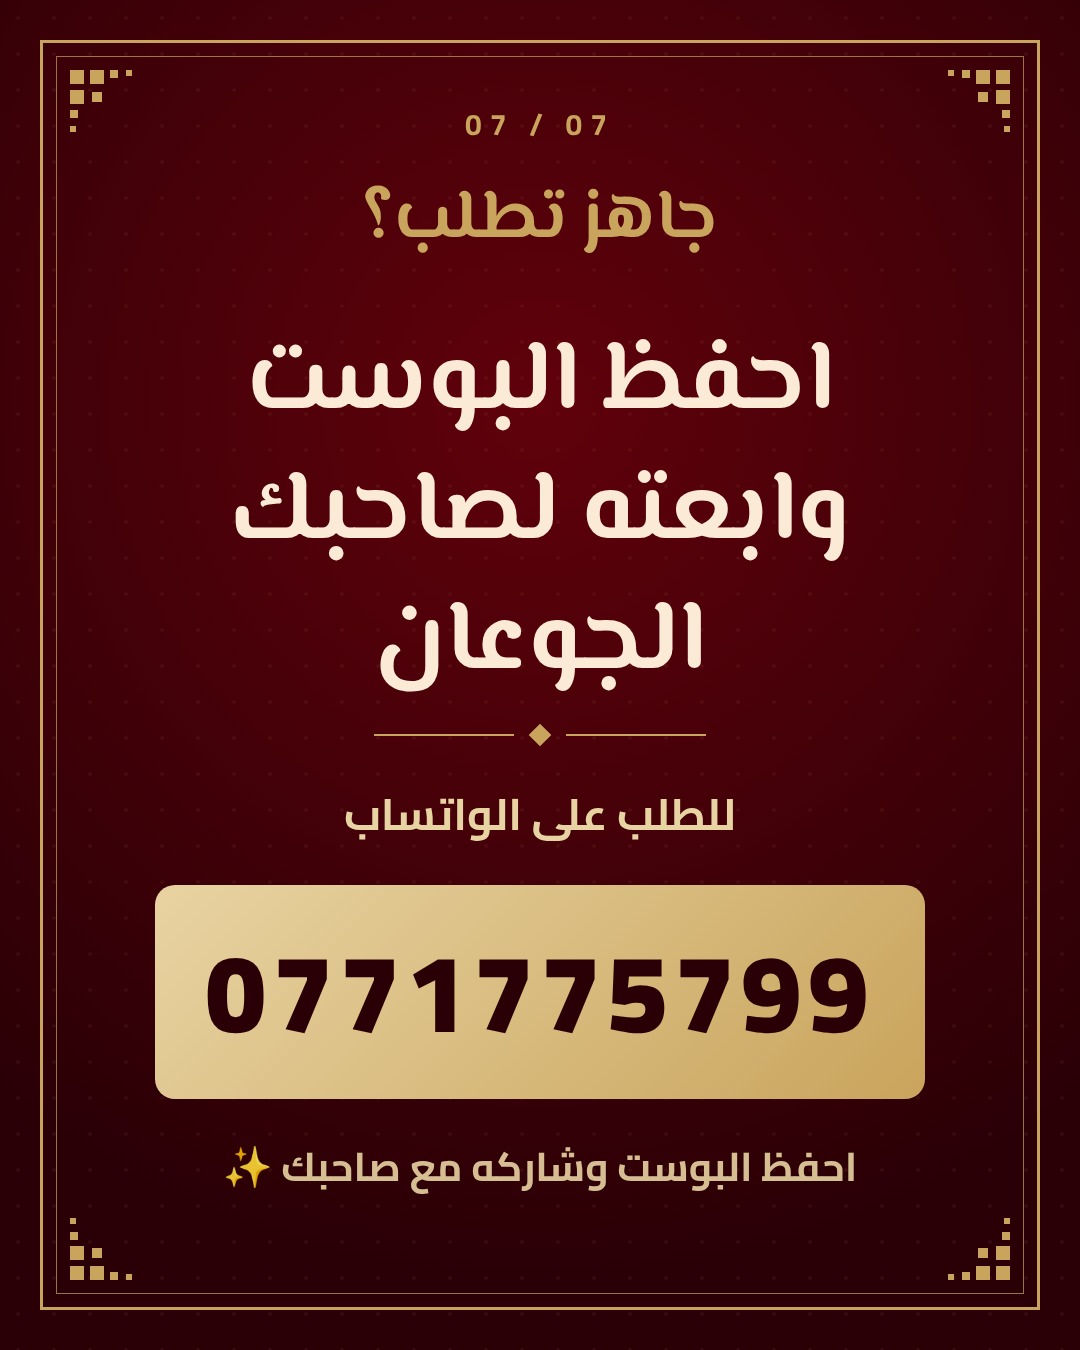 07 / 07
جاهز تطلب؟
احفظ البوست
وابعته لصاحبك
الجوعان
للطلب على الواتساب
0771775799
احفظ البوست وشاركه مع صاحبك ✨